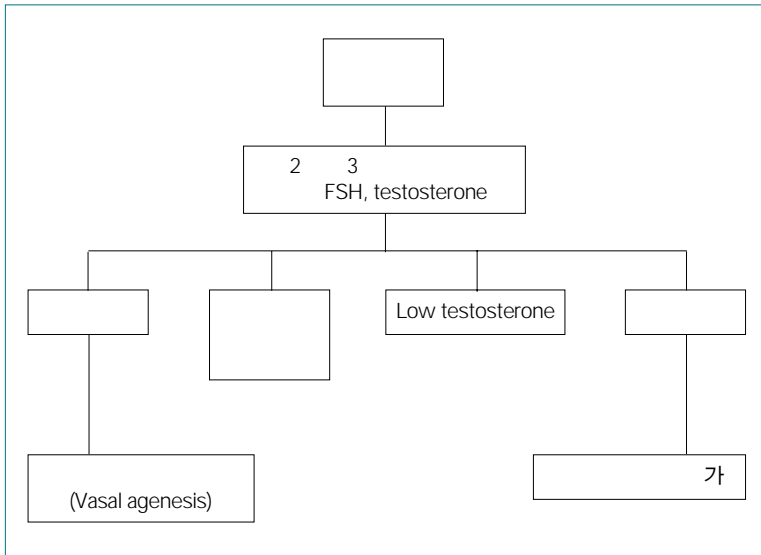 2 3
FSH, testosterone
Low testosterone
(Vasal agenesis)
가